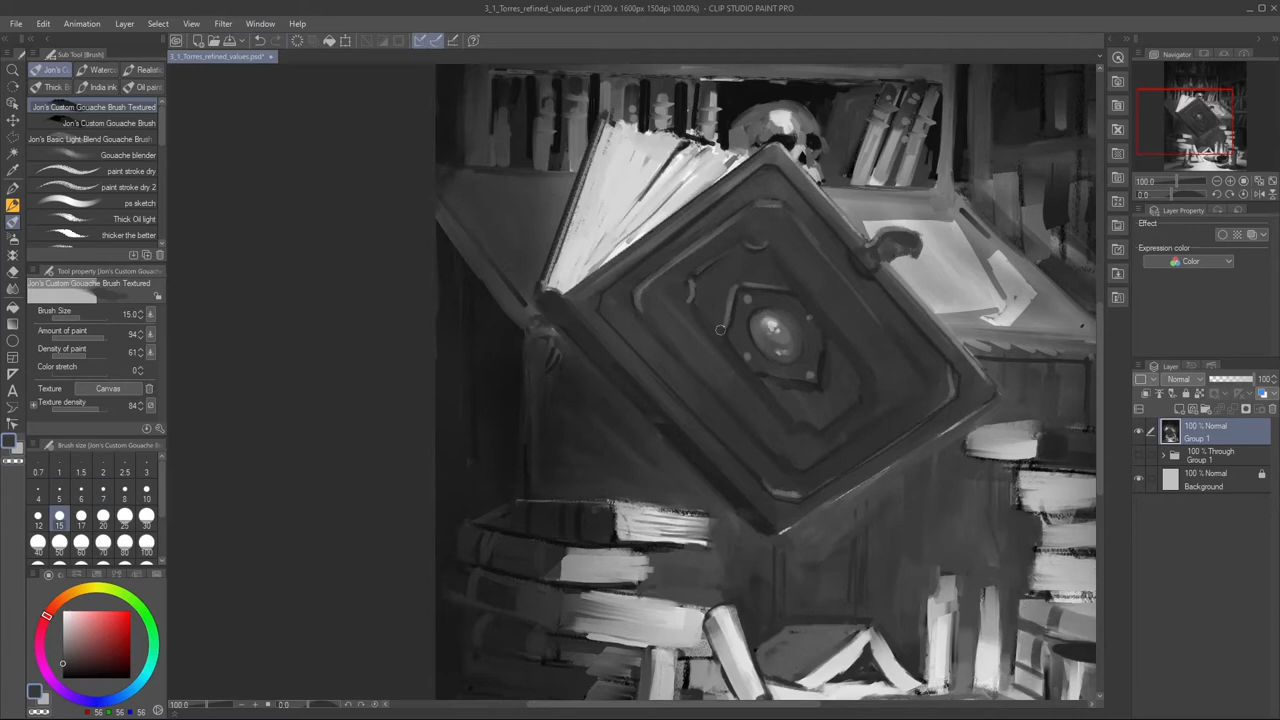 3_1_Torres_refined_values.psd* (1200 x 1600px 150dpi 100.0%) - CLIP STUDIO PAINT PRO
File Edit Animation Layer Select View Filter Window Help
3_1_Torres_refined_values.psd*
Sub Tool [Brush]
Jon's C
Waterc
Realistic
Thick
India ink
Oil paint
Jon's Custom Gouache Brush Textured
Jon's Custom Gouache Brush
Jon's Basic Light Blend Gouache Brush
Gouache blender
paint stroke dry
paint stroke dry 2
ps sketch
Thick Oil light
thicker the better
Tool property [Jon's Custom Gouache
Jon's Custom Gouache Brush Textured
Brush Size 15.0
Amount of paint 94
Density of paint 61
Color stretch 0
Texture Canvas
Texture density 84
Brush size [Jon's Custom Gouache B
0.7 1 1.5 2 2.5 3
4 5 6 7 8 10
12 15 17 20 25 30
40 50 60 70 80 100
56 56 56
100.0 0.0
Navigator
100.0
0.0
Layer Property
Effect
Expression color
Color
Layer
Normal 100
100 % Normal
Group 1
100 % Through
Group 1
100 % Normal
Background